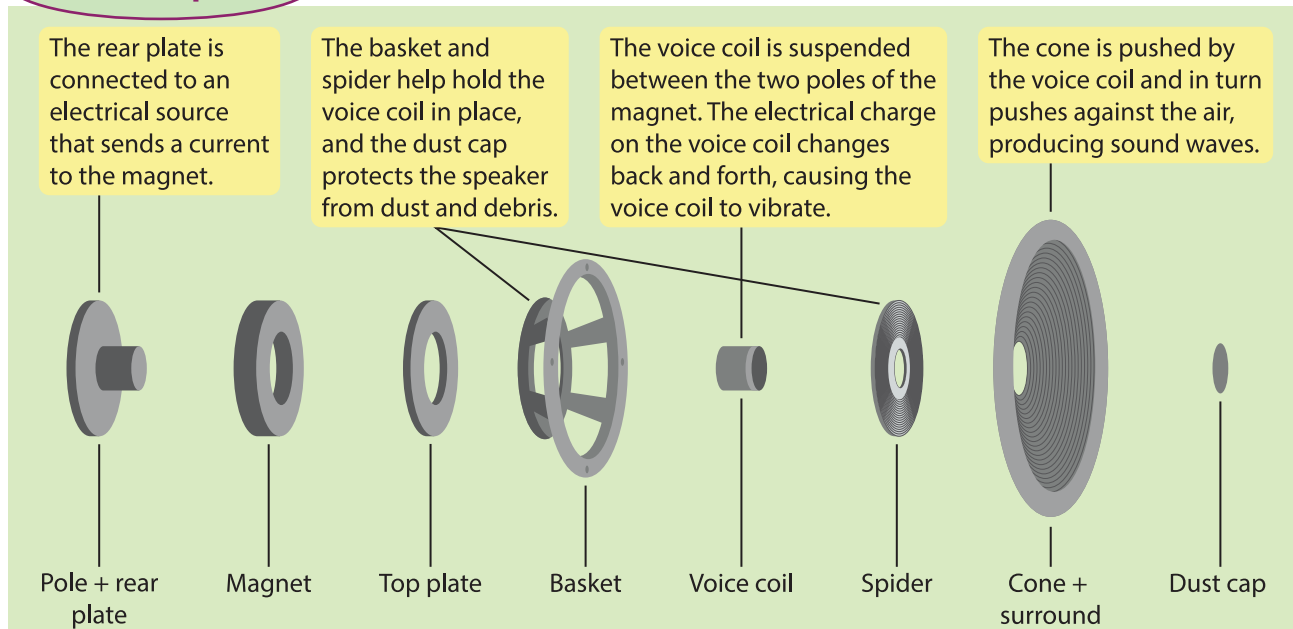 The rear plate is
connected to an
electrical source
that sends a current
to the magnet.
The basket and
spider help hold the
voice coil in place,
and the dust cap
protects the speaker
from dust and debris.
The voice coil is suspended
between the two poles of the
magnet. The electrical charge
on the voice coil changes
back and forth, causing the
voice coil to vibrate.
The cone is pushed by
the voice coil and in turn
pushes against the air,
producing sound waves.
Pole + rear
plate
Magnet
Top plate
Basket
Voice coil
Spider
Cone +
surround
Dust cap